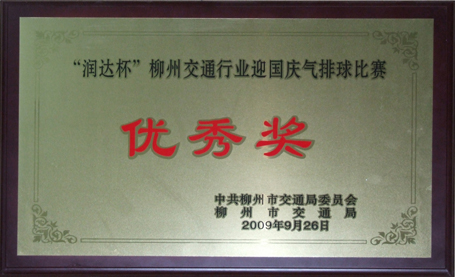 “润达杯”柳州交通行业迎国庆气排球比赛
优秀奖
中共柳州市交通局委员会
柳州市交通局
2009年9月26日